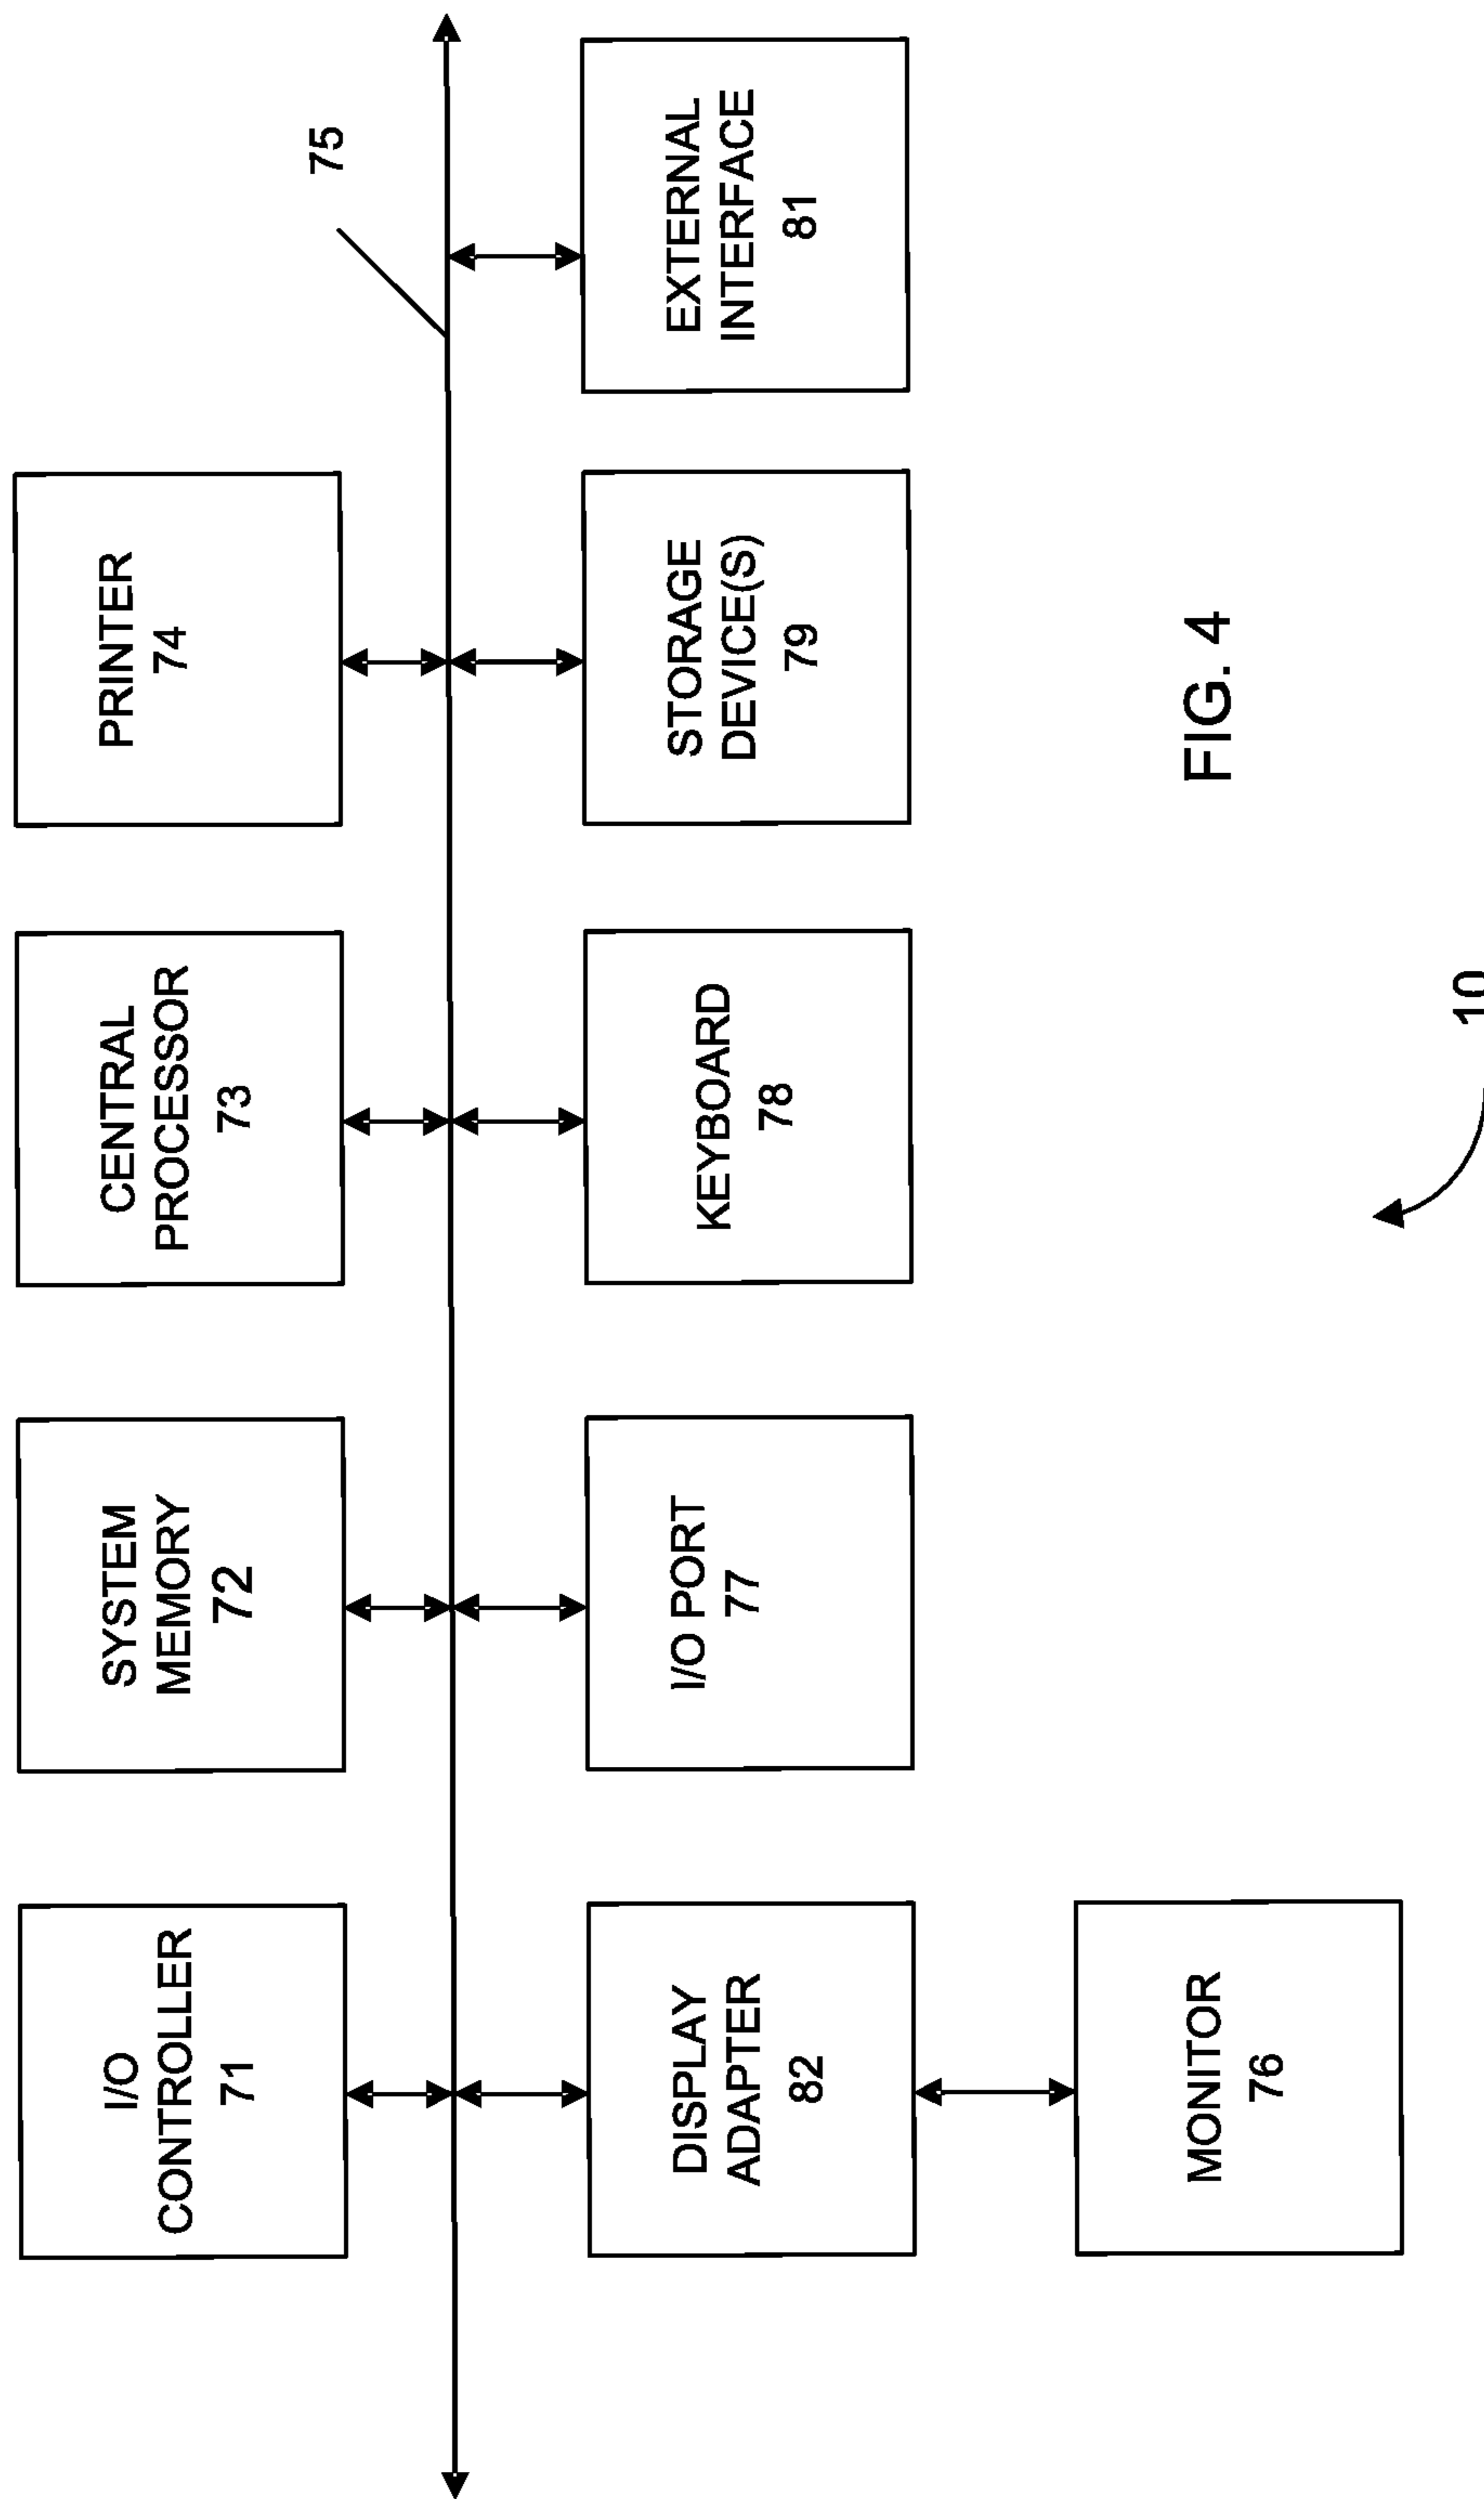 I/O
CONTROLLER
71
SYSTEM
MEMORY
72
CENTRAL
PROCESSOR
73
PRINTER
74
75
DISPLAY
ADAPTER
82
I/O PORT
77
KEYBOARD
78
STORAGE
DEVICE(S)
79
EXTERNAL
INTERFACE
81
MONITOR
76
FIG. 4
10